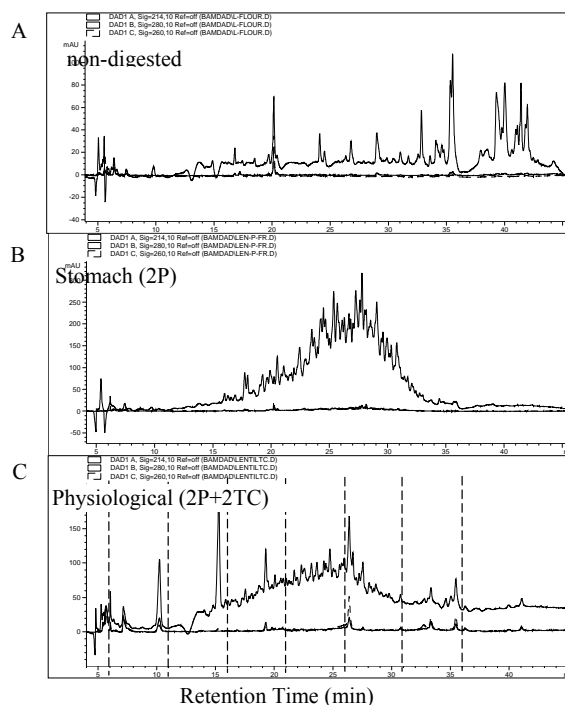 A
DAD1 A, Sig=214,10 Ref=off (BAMDAD\L-FLOUR.D)
DAD1 B, Sig=280,10 Ref=off (BAMDAD\L-FLOUR.D)
DAD1 C, Sig=260,10 Ref=off (BAMDAD\L-FLOUR.D)
mAU
non-digested
100
80
60
40
20
0
-20
-40
5 10 15 20 25 30 35 40
B
DAD1 A, Sig=214,10 Ref=off (BAMDAD\LEN-P-FR.D)
DAD1 B, Sig=280,10 Ref=off (BAMDAD\LEN-P-FR.D)
DAD1 C, Sig=260,10 Ref=off (BAMDAD\LEN-P-FR.D)
mAU
Stomach (2P)
250
200
150
100
50
0
-50
5 10 15 20 25 30 35 40
C
DAD1 A, Sig=214,10 Ref=off (BAMDAD\LENTILTC.D)
DAD1 B, Sig=280,10 Ref=off (BAMDAD\LENTILTC.D)
DAD1 C, Sig=260,10 Ref=off (BAMDAD\LENTILTC.D)
mAU
Physiological (2P+2TC)
150
100
50
0
-50
5 10 15 20 25 30 35 40
Retention Time (min)